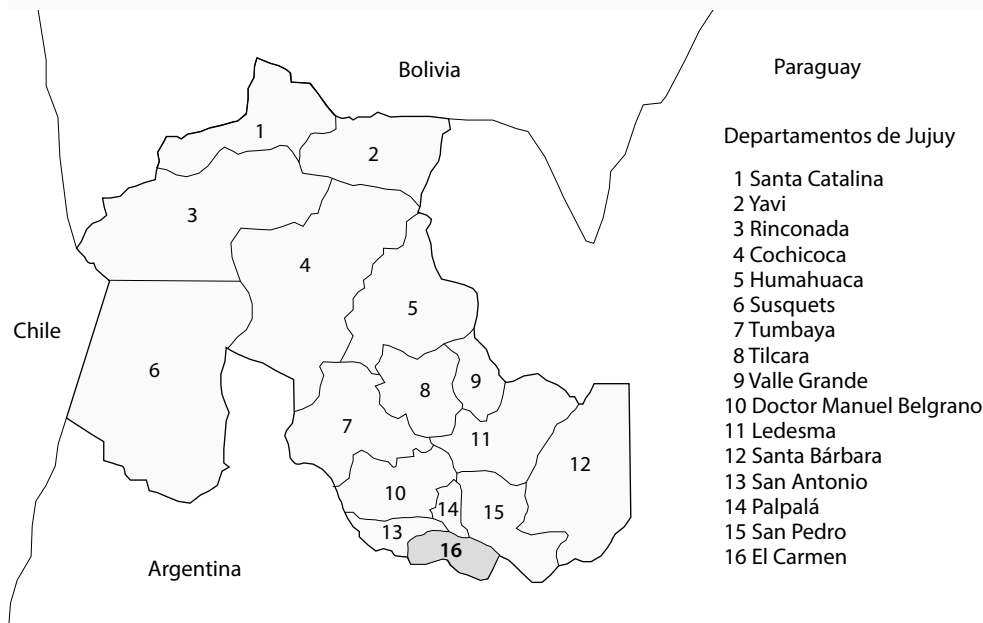 Bolivia
Paraguay
Departamentos de Jujuy
1 Santa Catalina
2 Yavi
3 Rinconada
4 Cochicoca
5 Humahuaca
6 Susquets
7 Tumbaya
8 Tilcara
9 Valle Grande
10 Doctor Manuel Belgrano
11 Ledesma
12 Santa Bárbara
13 San Antonio
14 Palpalá
15 San Pedro
16 El Carmen
1
2
3
4
5
Chile
6
8
9
7
11
12
10
14
15
13
16
Argentina